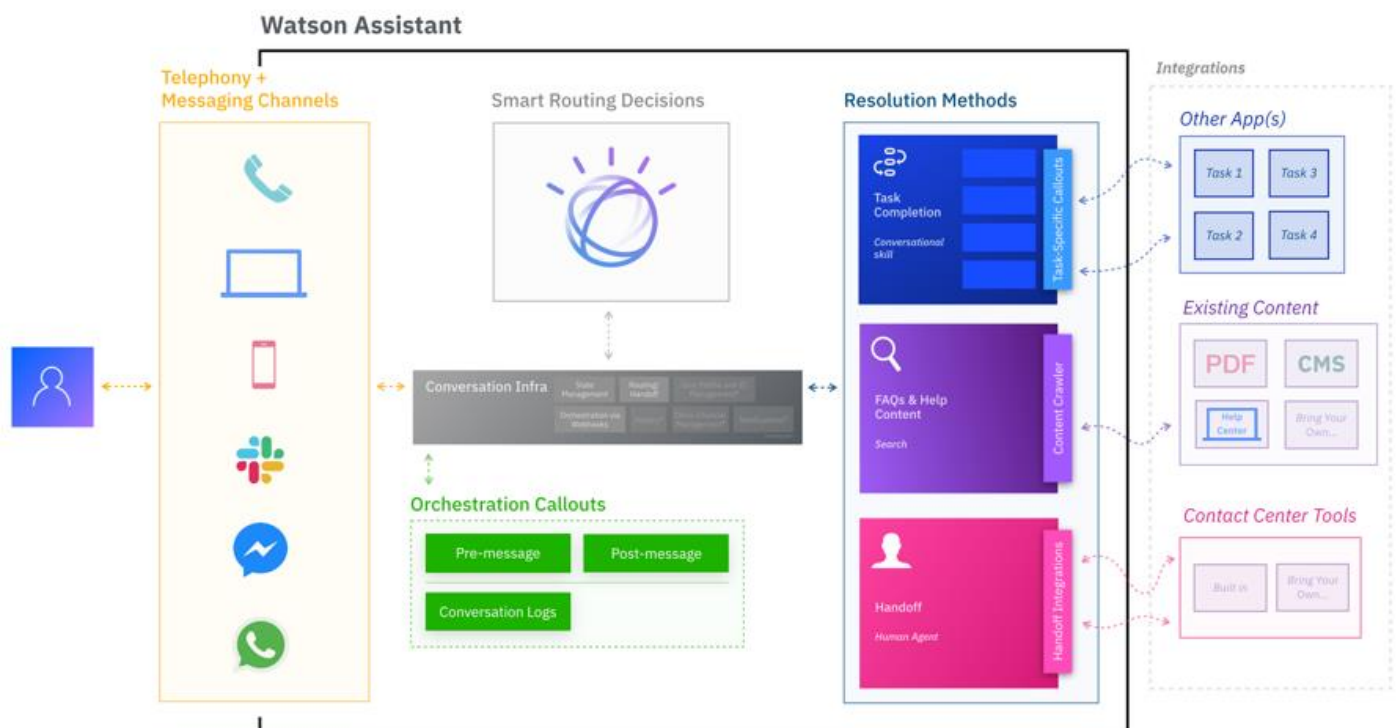 Watson Assistant
Telephony +
Messaging Channels
Smart Routing Decisions
Conversation Infra
State
Management
Routing/
Handoff
Orchestration via
Webhooks
Orchestration Callouts
Pre-message
Post-message
Conversation Logs
Resolution Methods
Task
Completion
Conversational
skill
Task-Specific Callouts
FAQs & Help
Content
Search
Content Crawler
Handoff
Human Agent
Handoff Integrations
Integrations
Other App(s)
Task 1
Task 3
Task 2
Task 4
Existing Content
PDF
CMS
Help
Center
Bring Your
Own...
Contact Center Tools
Built in
Bring Your
Own...